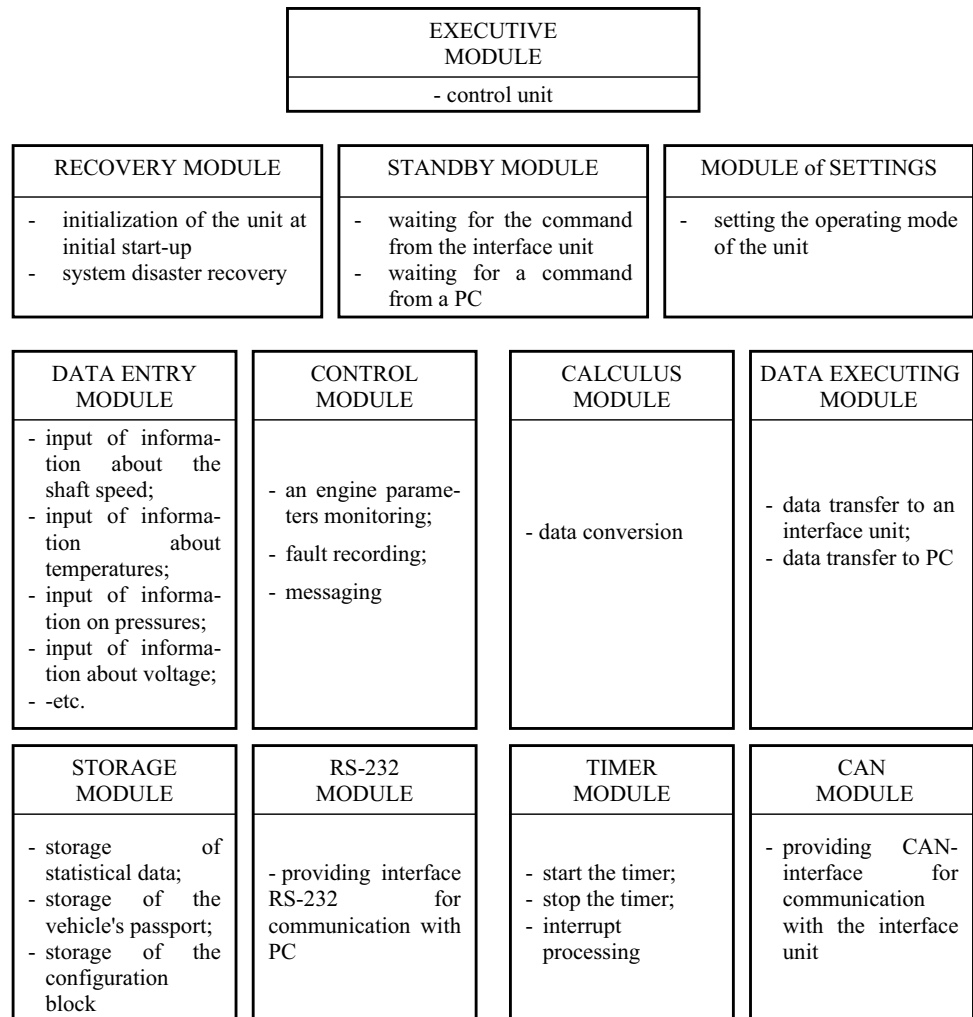 EXECUTIVE
MODULE
- control unit
RECOVERY MODULE
- initialization of the unit at
initial start-up
- system disaster recovery
STANDBY MODULE
- waiting for the command
from the interface unit
- waiting for a command
from a PC
MODULE of SETTINGS
- setting the operating mode
of the unit
DATA ENTRY
MODULE
- input of informa-
tion about the
shaft speed;
- input of informa-
tion about
temperatures;
- input of informa-
tion on pressures;
- input of informa-
tion about voltage;
- -etc.
CONTROL
MODULE
- an engine parame-
ters monitoring;
- fault recording;
- messaging
CALCULUS
MODULE
- data conversion
DATA EXECUTING
MODULE
- data transfer to an
interface unit;
- data transfer to PC
STORAGE
MODULE
- storage of
statistical data;
- storage of the
vehicle's passport;
- storage of the
configuration
block
RS-232
MODULE
- providing interface
RS-232 for
communication with
PC
TIMER
MODULE
- start the timer;
- stop the timer;
- interrupt
processing
CAN
MODULE
- providing CAN-
interface for
communication
with the interface
unit